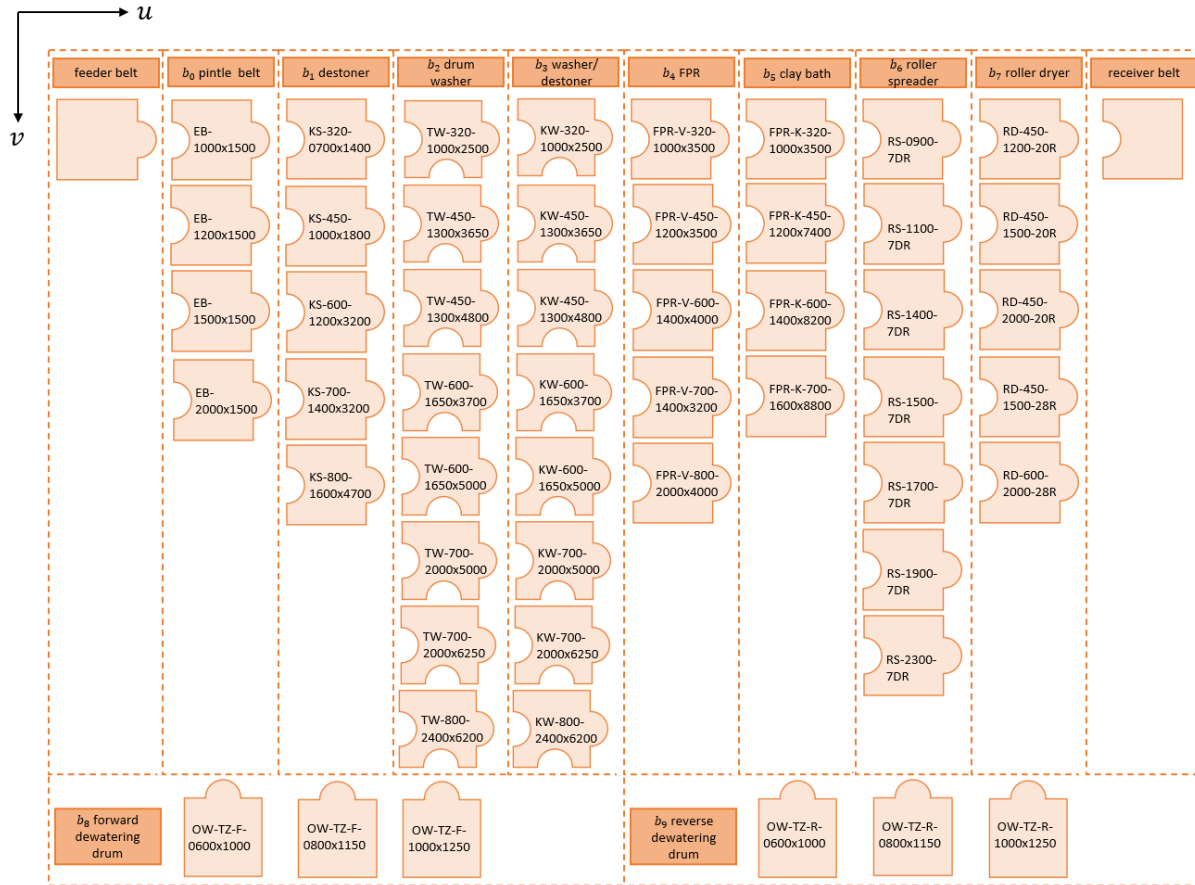 u
v
feeder belt
b₀ pintle belt
b₁ destoner
b₂ drum
washer
b₃ washer/
destoner
b₄ FPR
b₅ clay bath
b₆ roller
spreader
b₇ roller dryer
receiver belt
EB-
1000x1500
EB-
1200x1500
EB-
1500x1500
EB-
2000x1500
KS-320-
0700x1400
KS-450-
1000x1800
KS-600-
1200x3200
KS-700-
1400x3200
KS-800-
1600x4700
TW-320-
1000x2500
TW-450-
1300x3650
TW-450-
1300x4800
TW-600-
1650x3700
TW-600-
1650x5000
TW-700-
2000x5000
TW-700-
2000x6250
TW-800-
2400x6200
KW-320-
1000x2500
KW-450-
1300x3650
KW-450-
1300x4800
KW-600-
1650x3700
KW-600-
1650x5000
KW-700-
2000x5000
KW-700-
2000x6250
KW-800-
2400x6200
FPR-V-320-
1000x3500
FPR-V-450-
1200x3500
FPR-V-600-
1400x4000
FPR-V-700-
1400x3200
FPR-V-800-
2000x4000
FPR-K-320-
1000x3500
FPR-K-450-
1200x7400
FPR-K-600-
1400x8200
FPR-K-700-
1600x8800
RS-0900-
7DR
RS-1100-
7DR
RS-1400-
7DR
RS-1500-
7DR
RS-1700-
7DR
RS-1900-
7DR
RS-2300-
7DR
RD-450-
1200-20R
RD-450-
1500-20R
RD-450-
2000-20R
RD-450-
1500-28R
RD-600-
2000-28R
b₈ forward
dewatering
drum
OW-TZ-F-
0600x1000
OW-TZ-F-
0800x1150
OW-TZ-F-
1000x1250
b₉ reverse
dewatering
drum
OW-TZ-R-
0600x1000
OW-TZ-R-
0800x1150
OW-TZ-R-
1000x1250